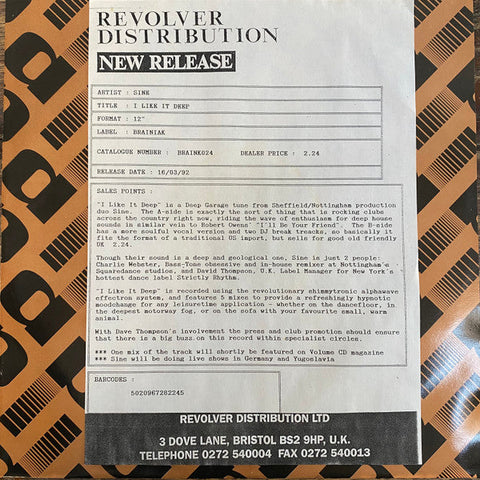 REVOLVER
DISTRIBUTION
NEW RELEASE
ARTIST : SINE
TITLE : I LIKE IT DEEP
FORMAT : 12"
LABEL : BRAINIAK
CATALOGUE NUMBER : BRAINK024 DEALER PRICE : 2.24
RELEASE DATE : 16/03/92
SALES POINTS :
"I Like It Deep" is a Deep Garage tune from Sheffield/Nottingham production
duo Sine. The A-side is exactly the sort of thing that is rocking clubs
across the country right now, riding the wave of enthusiasm for deep house
sounds in similar vein to Robert Owens' "I'll Be Your Friend". The B-side
has a more soulful vocal version and two DJ break tracks, so basically it
fits the format of a traditional US import, but sells for good old friendly
UK 2.24.
Though their sound is a deep and geological one, Sine is just 2 people:
Charlie Webster, Bass-Tone obsessive and in-house remixer at Nottingham's
Squaredance studios, and David Thompson, U.K. Label Manager for New York's
hottest dance label Strictly Rhythm.
"I Like It Deep" is recorded using the revolutionary shimmytronic alphawave
effectron system, and features 5 mixes to provide a refreshingly hypnotic
moodchange for any leisuretime application - whether on the dancefloor, in
the deepest motorway fog, or on the sofa with your favourite small, warm
animal.
With Dave Thompson's involvement the press and club promotion should ensure
that there is a big buzz on this record within specialist circles.
*** One mix of the track will shortly be featured on Volume CD magazine
*** Sine will be doing live shows in Germany and Yugoslavia
BARCODES :
5020967282245
REVOLVER DISTRIBUTION LTD
3 DOVE LANE, BRISTOL BS2 9HP, U.K.
TELEPHONE 0272 540004 FAX 0272 540013